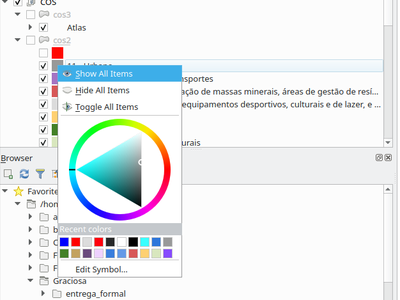 COS
cos3
Atlas
cos2
Show All Items
sportes
Hide All Items
ação de massas minerais, áreas de gestão de resí...
Toggle All Items
equipamentos desportivos, culturais e de lazer, e ...
urais
Browser
Recent colors
Favorite
/hon
a
b
c
F
Edit Symbol...
Graciosa
entrega_formal